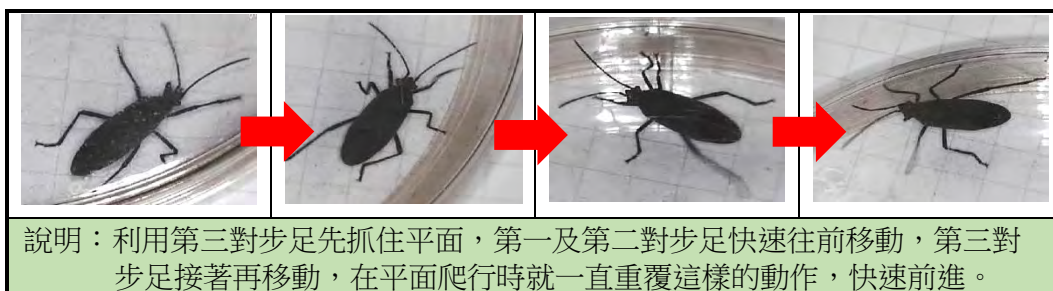 說明：利用第三對步足先抓住平面，第一及第二對步足快速往前移動，第三對
步足接著再移動，在平面爬行時就一直重覆這樣的動作，快速前進。